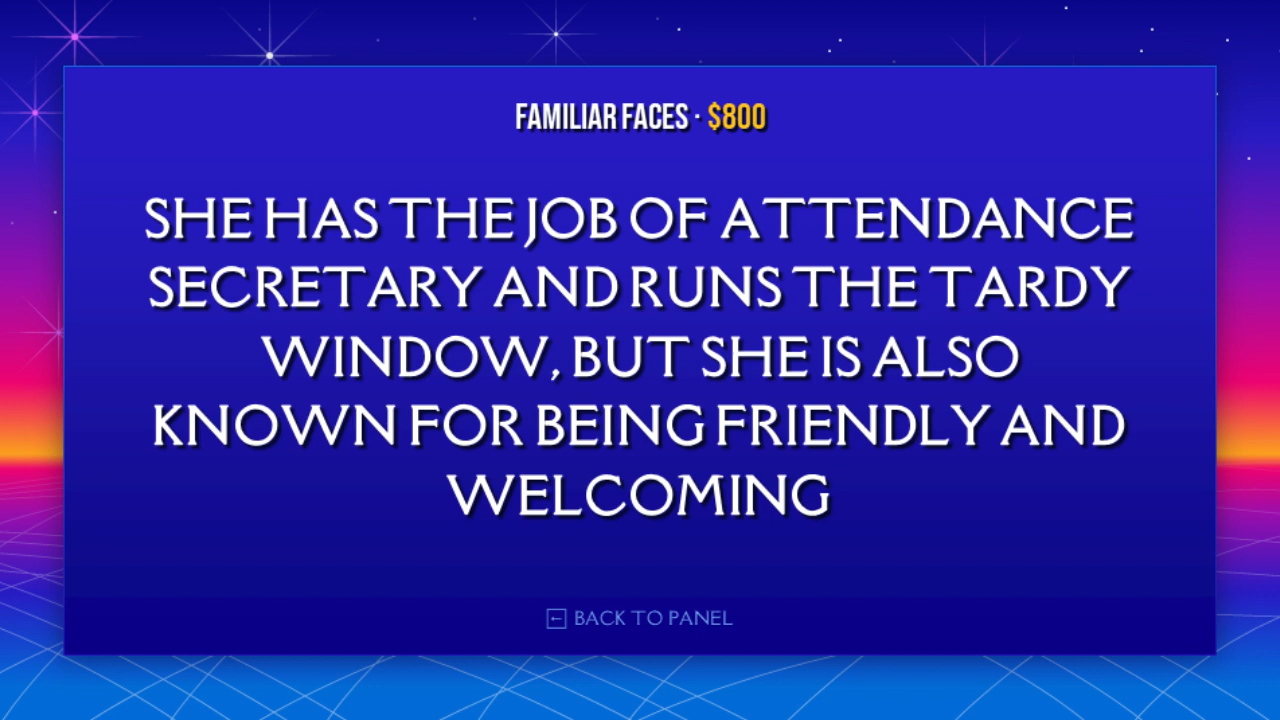 FAMILIAR FACES · $800
SHE HAS THE JOB OF ATTENDANCE
SECRETARY AND RUNS THE TARDY
WINDOW, BUT SHE IS ALSO
KNOWN FOR BEING FRIENDLY AND
WELCOMING
← BACK TO PANEL